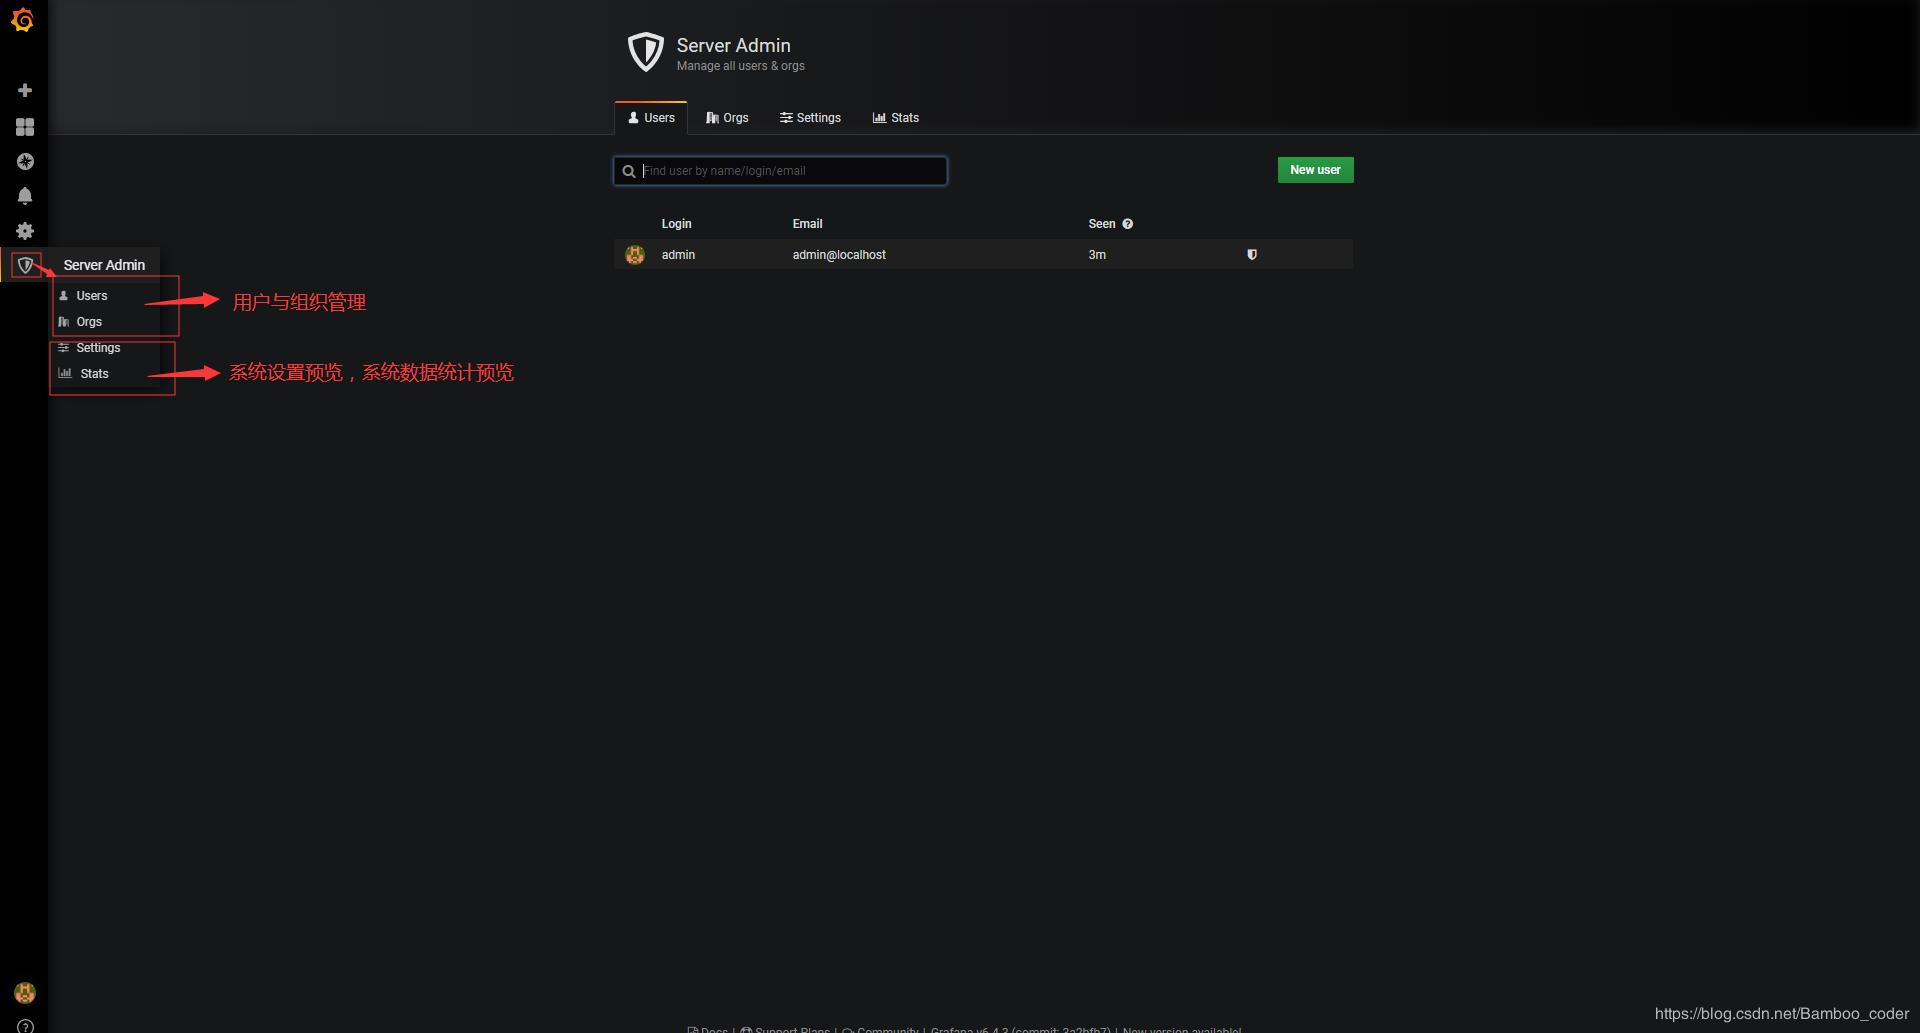 Server Admin
Manage all users & orgs
Users
Orgs
Settings
Stats
Find user by name/login/email
New user
Login Email Seen
admin admin@localhost 3m
Server Admin
Users
Orgs
用户与组织管理
Settings
Stats
系统设置预览，系统数据统计预览
https://blog.csdn.net/Bamboo_coder
Docs | Support Plans | Community | Grafana v6.4.3 (commit: 3a2bfb7) | New version available!